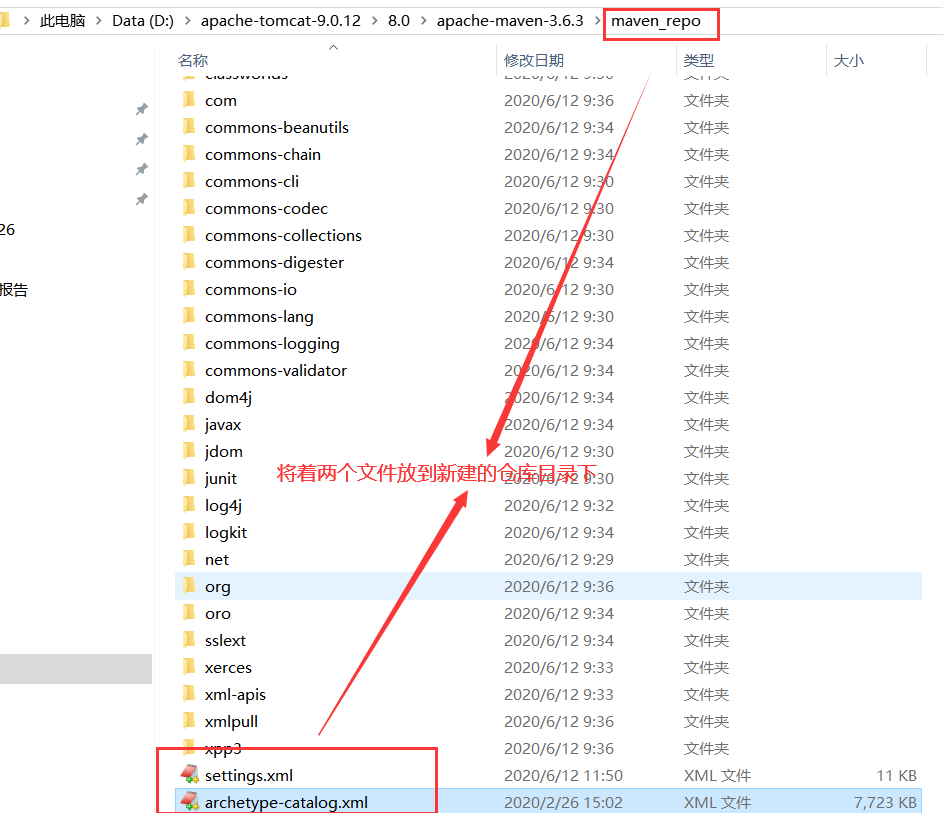 此电脑 Data (D:) apache-tomcat-9.0.12 8.0 apache-maven-3.6.3 maven_repo
名称 修改日期 类型 大小
classworlds 2020/6/12 9:30 文件夹
com 2020/6/12 9:36 文件夹
commons-beanutils 2020/6/12 9:34 文件夹
commons-chain 2020/6/12 9:34 文件夹
commons-cli 2020/6/12 9:30 文件夹
commons-codec 2020/6/12 9:30 文件夹
26
commons-collections 2020/6/12 9:30 文件夹
commons-digester 2020/6/12 9:34 文件夹
报告
commons-io 2020/6/12 9:30 文件夹
commons-lang 2020/6/12 9:30 文件夹
commons-logging 2020/6/12 9:34 文件夹
commons-validator 2020/6/12 9:34 文件夹
dom4j 2020/6/12 9:34 文件夹
javax 2020/6/12 9:34 文件夹
jdom 2020/6/12 9:30 文件夹
将着两个文件放到新建的仓库目录下
junit 2020/6/12 9:30 文件夹
log4j 2020/6/12 9:32 文件夹
logkit 2020/6/12 9:34 文件夹
net 2020/6/12 9:29 文件夹
org 2020/6/12 9:36 文件夹
oro 2020/6/12 9:34 文件夹
sslext 2020/6/12 9:34 文件夹
xerces 2020/6/12 9:33 文件夹
xml-apis 2020/6/12 9:33 文件夹
xmlpull 2020/6/12 9:36 文件夹
xpp3 2020/6/12 9:36 文件夹
settings.xml 2020/6/12 11:50 XML 文件 11 KB
archetype-catalog.xml 2020/2/26 15:02 XML 文件 7,723 KB